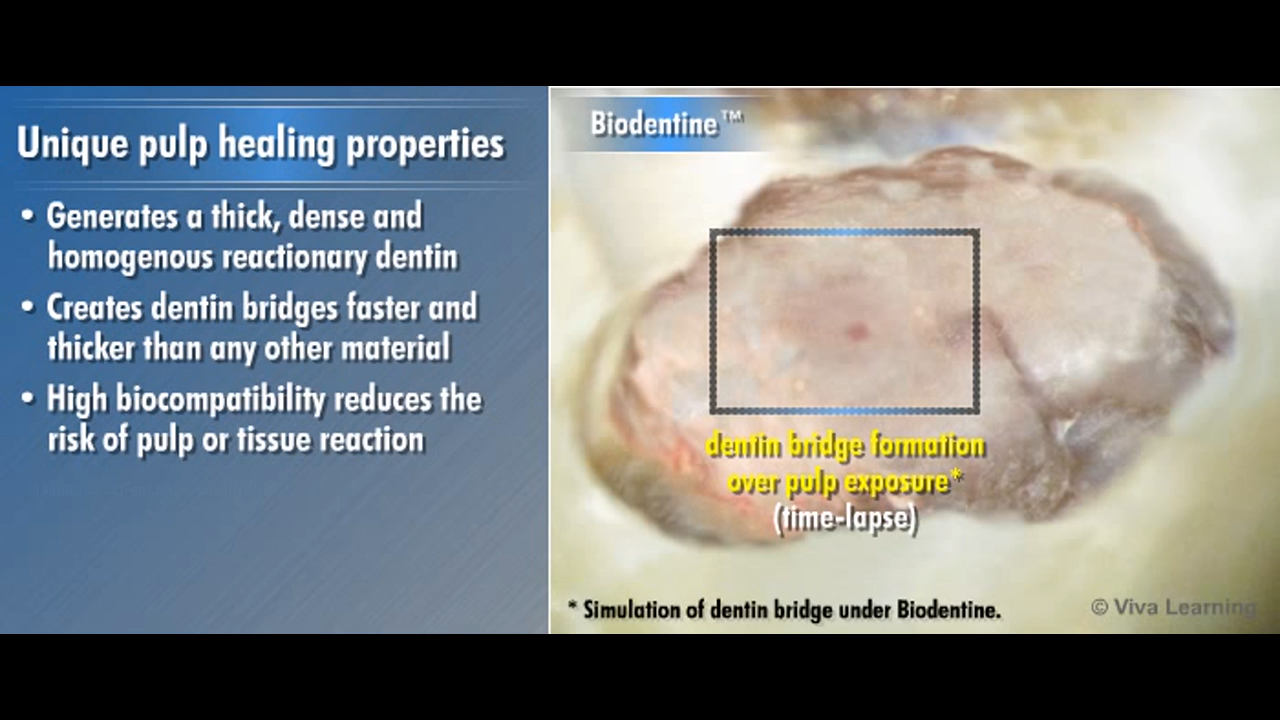 Unique pulp healing properties
• Generates a thick, dense and
homogenous reactionary dentin
• Creates dentin bridges faster and
thicker than any other material
• High biocompatibility reduces the
risk of pulp or tissue reaction
Biodentine™
dentin bridge formation
over pulp exposure*
(time-lapse)
* Simulation of dentin bridge under Biodentine.
© Viva Learning